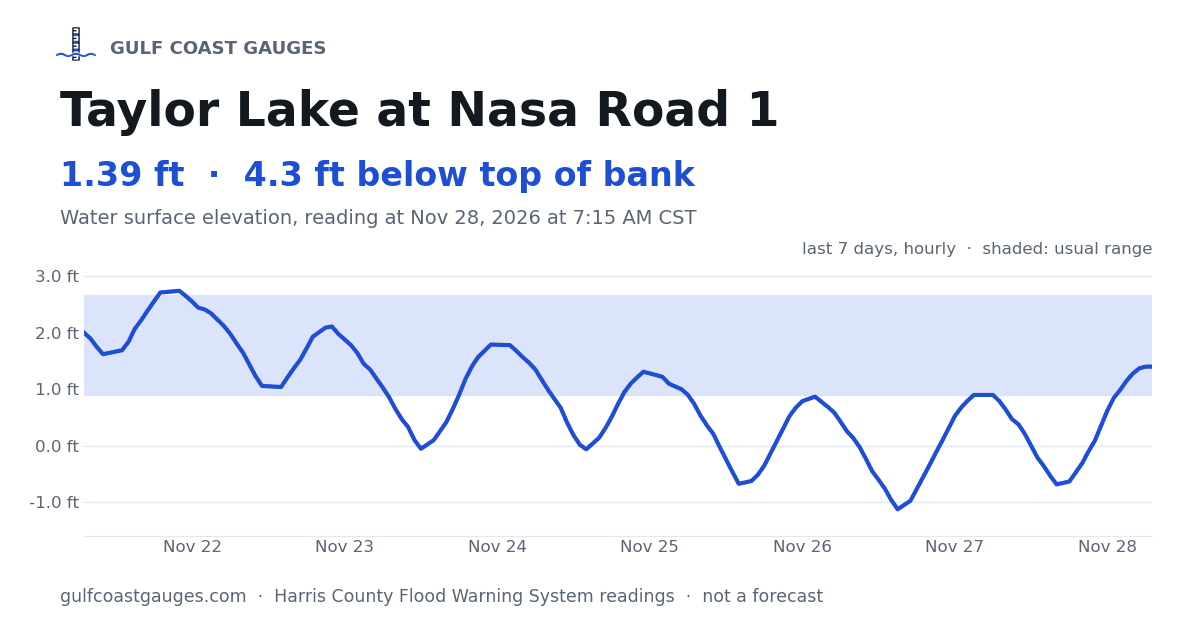 GULF COAST GAUGES
Taylor Lake at Nasa Road 1
1.39 ft · 4.3 ft below top of bank
Water surface elevation, reading at Nov 28, 2026 at 7:15 AM CST
last 7 days, hourly · shaded: usual range
3.0 ft
2.0 ft
1.0 ft
0.0 ft
-1.0 ft
Nov 22 Nov 23 Nov 24 Nov 25 Nov 26 Nov 27 Nov 28
gulfcoastgauges.com · Harris County Flood Warning System readings · not a forecast